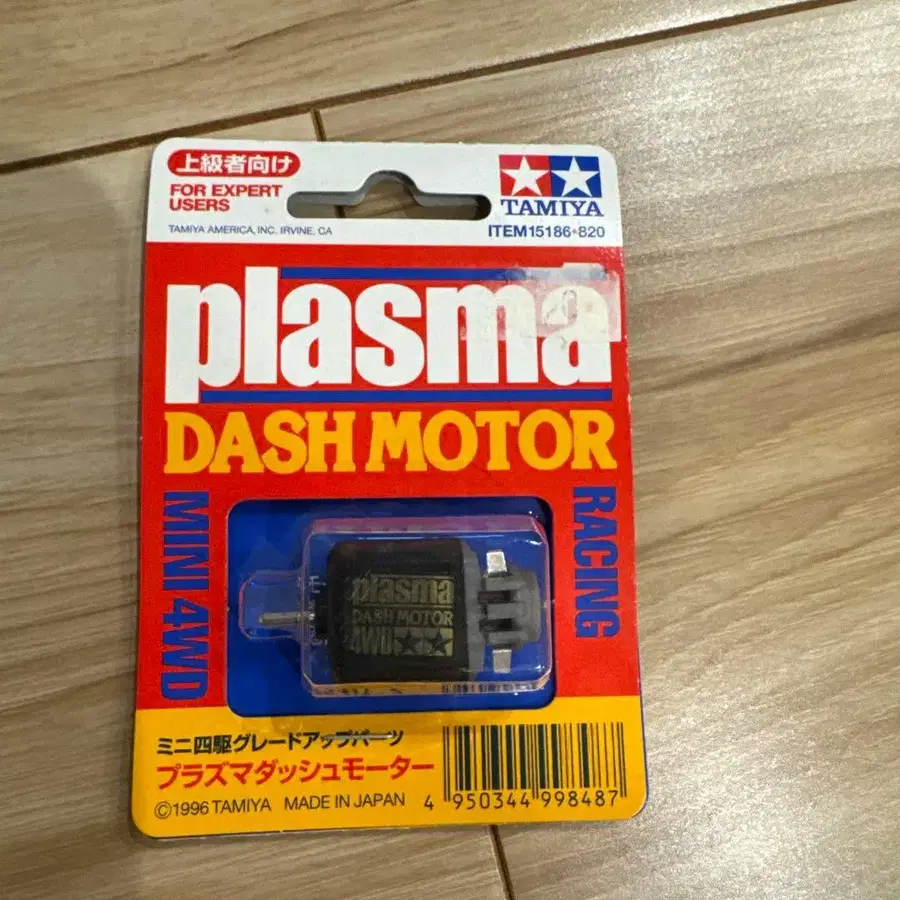 上級者向け
FOR EXPERT
USERS
TAMIYA AMERICA, INC. IRVINE, CA
TAMIYA
ITEM15186•820
plasma
DASH MOTOR
MINI 4WD
RACING
plasma
DASH MOTOR
4WD
ミニ四駆グレードアップパーツ
プラズマダッシュモーター
©1996 TAMIYA MADE IN JAPAN
4 950344 998487